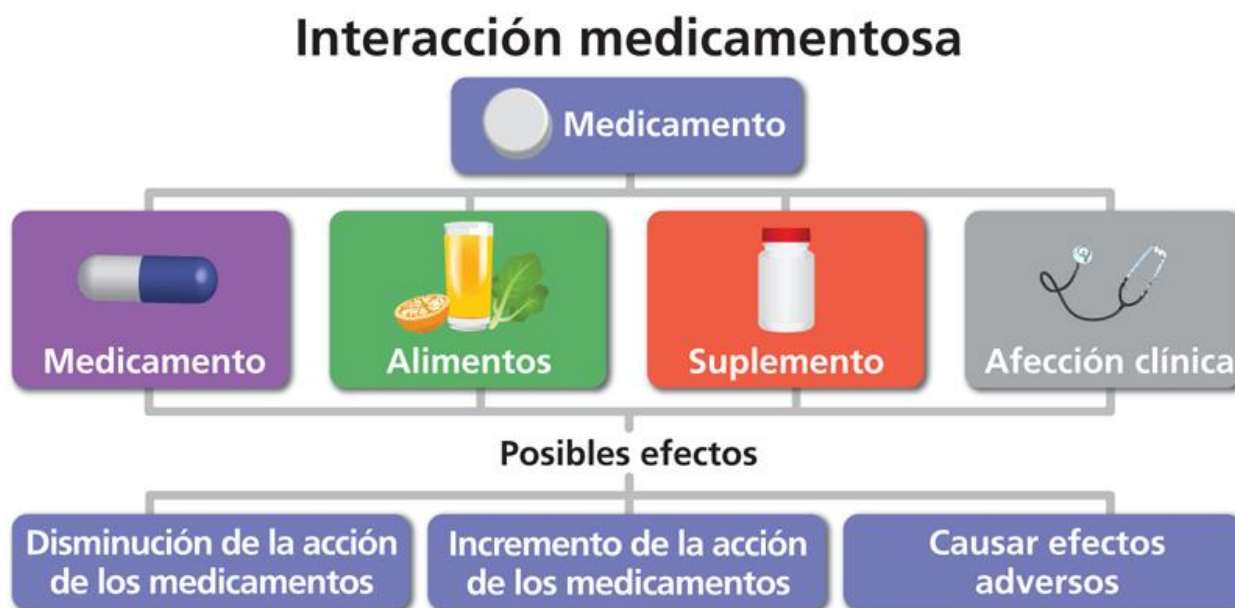 Interacción medicamentosa
Medicamento
Medicamento
Alimentos
Suplemento
Afección clínica
Posibles efectos
Disminución de la acción
de los medicamentos
Incremento de la acción
de los medicamentos
Causar efectos
adversos